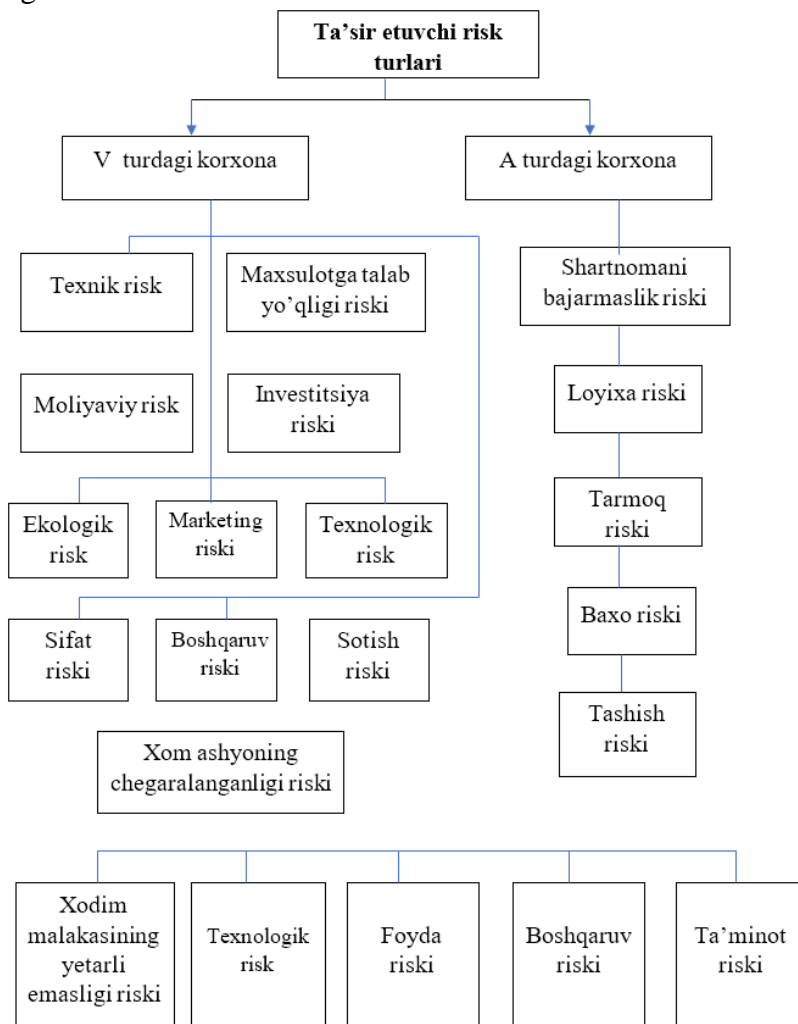 Ta’sir etuvchi risk
turlari
V turdagi korxona
A turdagi korxona
Texnik risk
Maxsulotga talab
yo’qligi riski
Shartnomani
bajarmaslik riski
Moliyaviy risk
Investitsiya
riski
Loyixa riski
Ekologik
risk
Marketing
riski
Texnologik
risk
Tarmoq
riski
Sifat
riski
Boshqaruv
riski
Sotish
riski
Baxo riski
Xom ashyoning
chegaralanganligi riski
Tashish
riski
Xodim
malakasining
yetarli
emasligi riski
Texnologik
risk
Foyda
riski
Boshqaruv
riski
Ta’minot
riski